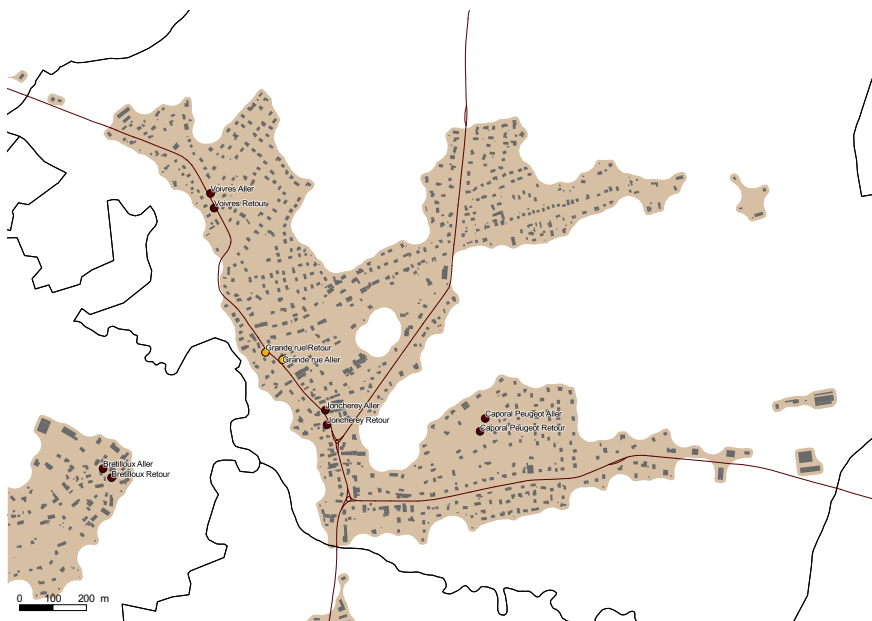 Voivres Aller
Voivres Retour
Grande rue Retour
Grande rue Aller
Joncherey Aller
Joncherey Retour
Caporal Peugeot Aller
Caporal Peugeot Retour
Bretilloux Aller
Bretilloux Retour
0 100 200 m